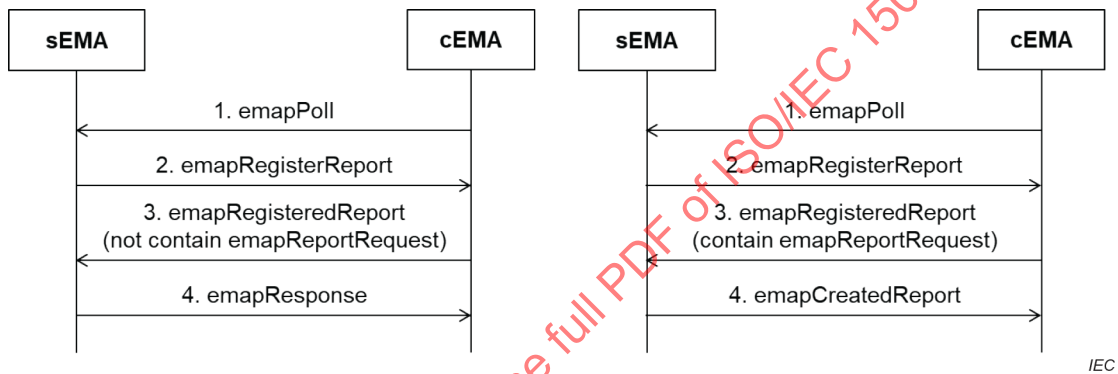 sEMA
cEMA
1. emapPoll
2. emapRegisterReport
3. emapRegisteredReport
(not contain emapReportRequest)
4. emapResponse
sEMA
cEMA
1. emapPoll
2. emapRegisterReport
3. emapRegisteredReport
(contain emapReportRequest)
4. emapCreatedReport
IEC
full PDF of ISO/IEC 150